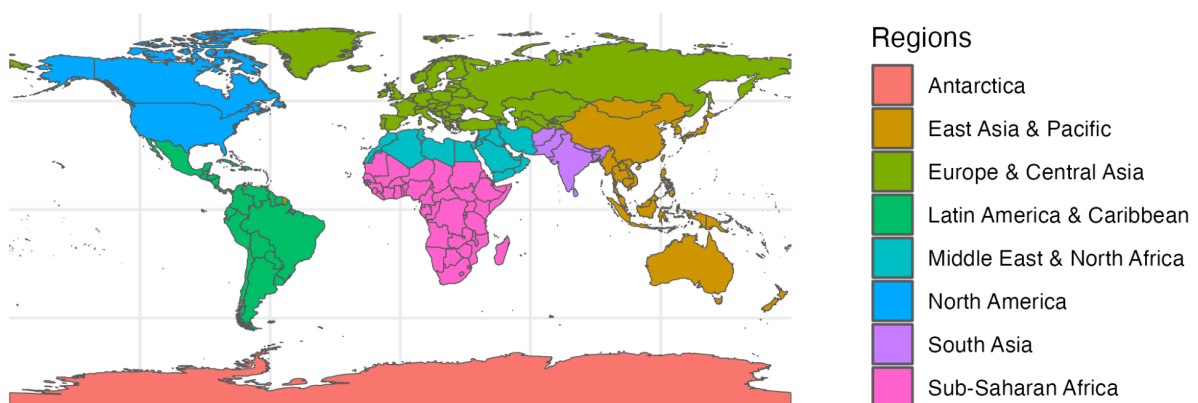 Regions
Antarctica
East Asia & Pacific
Europe & Central Asia
Latin America & Caribbean
Middle East & North Africa
North America
South Asia
Sub-Saharan Africa